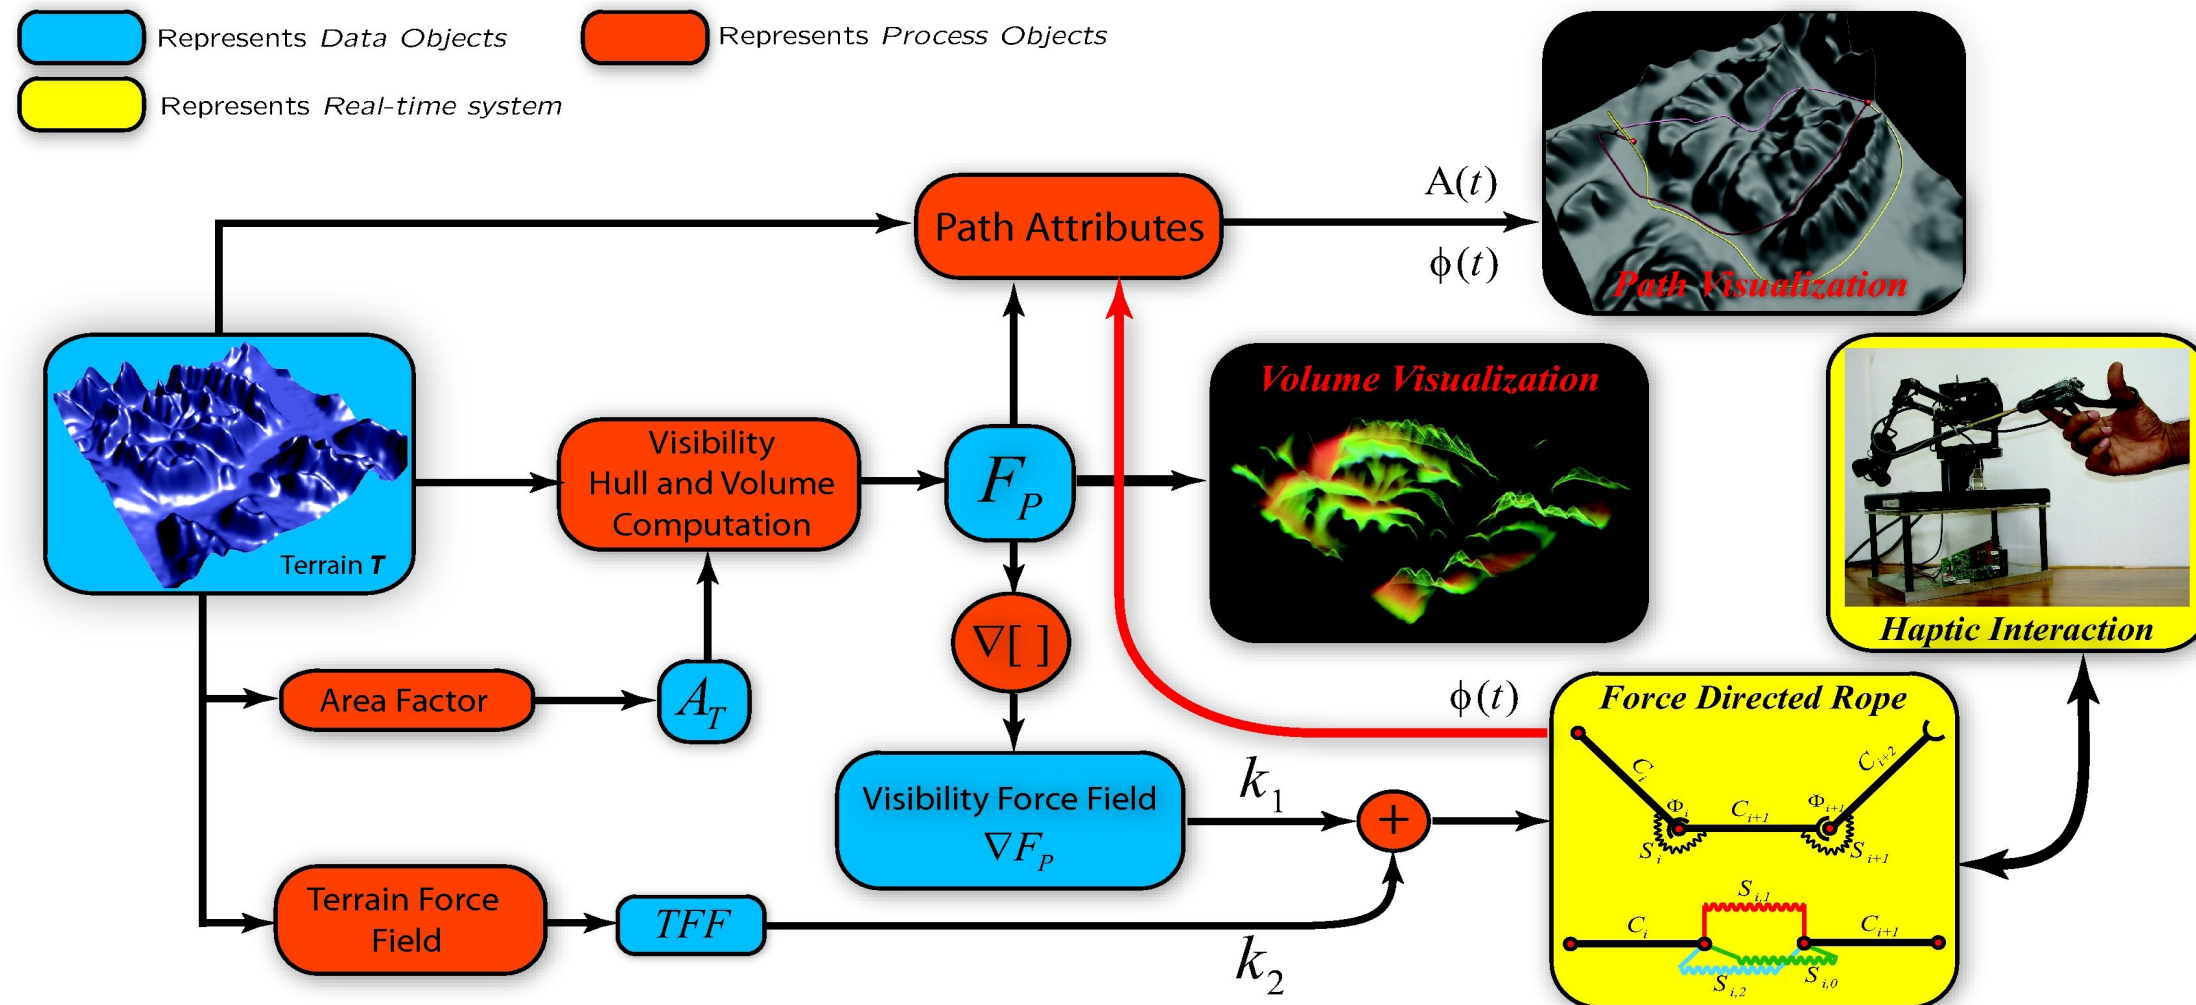 Represents Data Objects
Represents Process Objects
Represents Real-time system
Path Attributes
A(t)
ϕ(t)
Path Visualization
Terrain T
Visibility
Hull and Volume
Computation
F_P
Volume Visualization
Haptic Interaction
∇[ ]
Area Factor
A_T
ϕ(t)
Visibility Force Field
∇F_P
k_1
+
Terrain Force
Field
TFF
k_2
Force Directed Rope
C_i
C_{i+2}
Φ_i
C_{i+1}
Φ_{i+1}
S_i
S_{i+1}
S_{i,1}
C_i
C_{i+1}
S_{i,2}
S_{i,0}